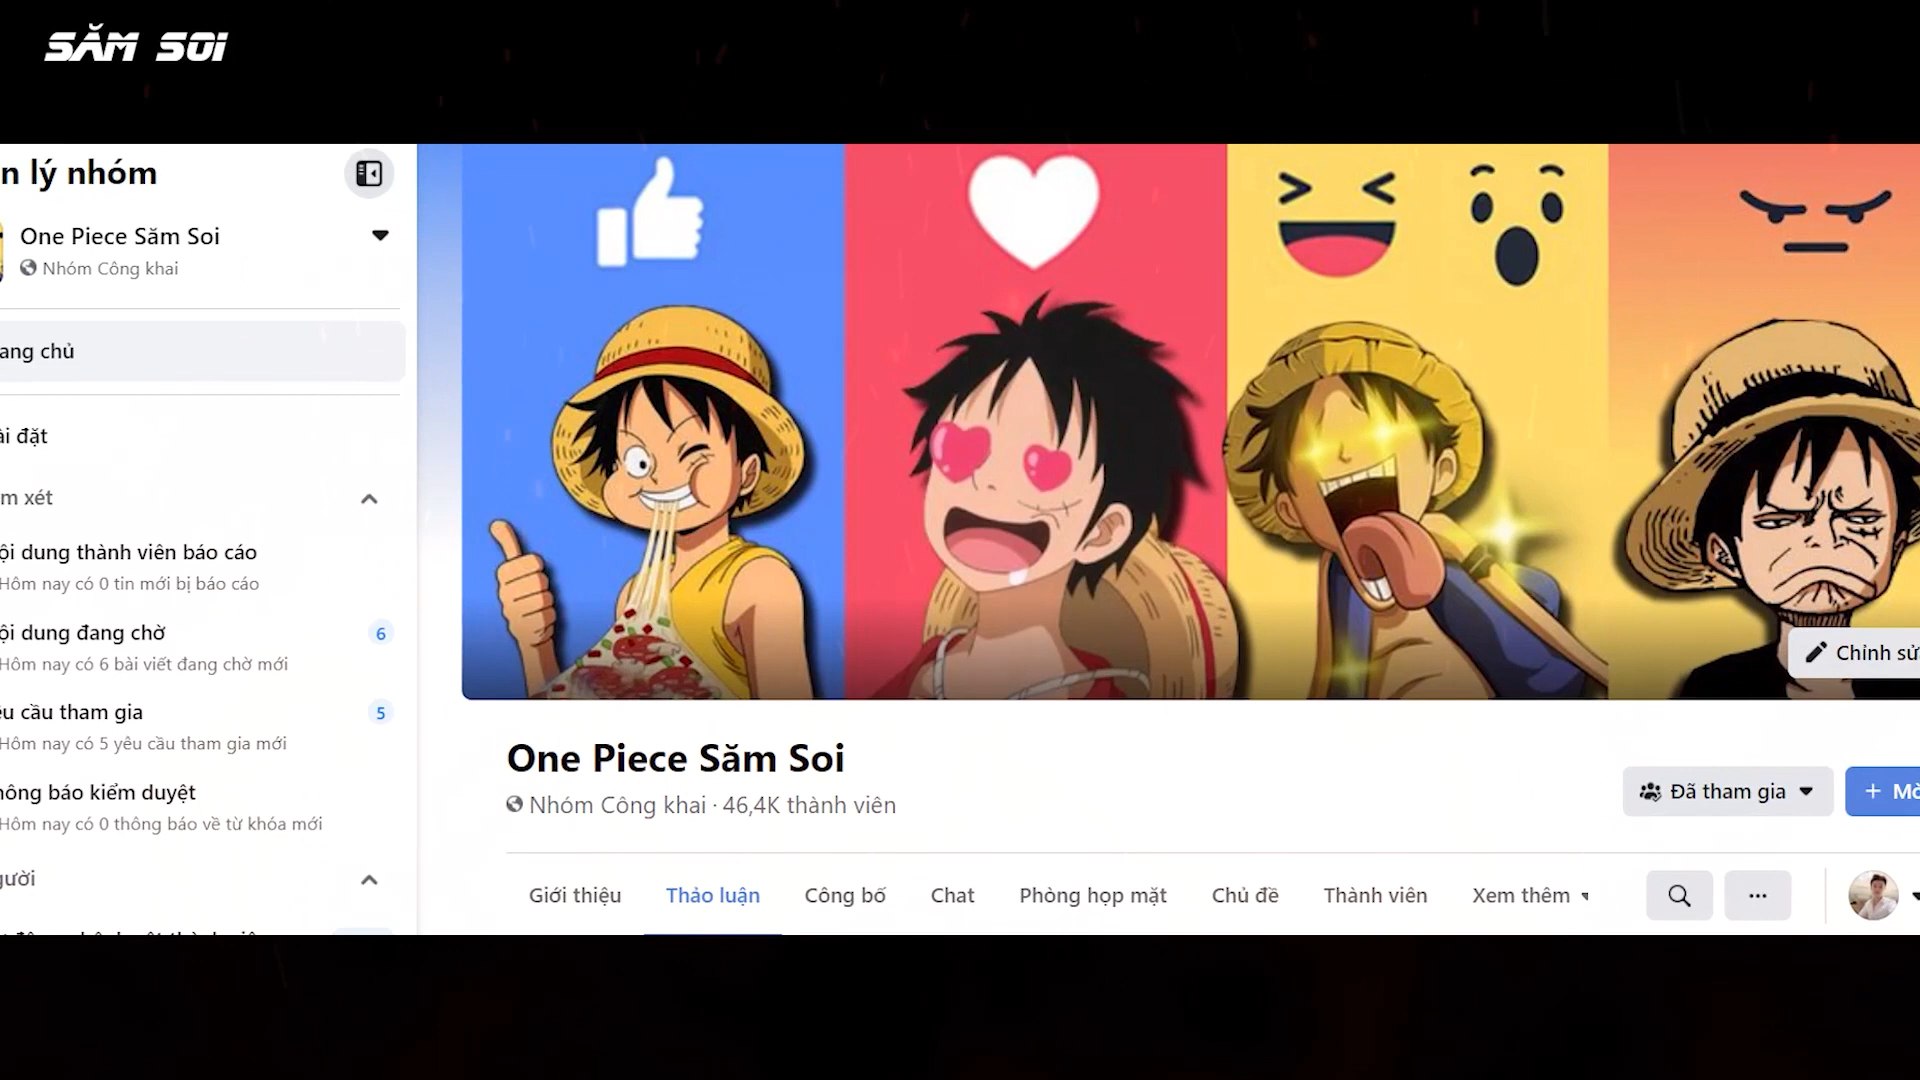 SĂM SOI
n lý nhóm
One Piece Săm Soi
Nhóm Công khai
ang chủ
ài đặt
m xét
ội dung thành viên báo cáo
Hôm nay có 0 tin mới bị báo cáo
ội dung đang chờ
6
Hôm nay có 6 bài viết đang chờ mới
êu cầu tham gia
5
Hôm nay có 5 yêu cầu tham gia mới
hông báo kiểm duyệt
Hôm nay có 0 thông báo về từ khóa mới
gười
Chỉnh sử
One Piece Săm Soi
Nhóm Công khai · 46,4K thành viên
Đã tham gia
+ Mờ
Giới thiệu Thảo luận Công bố Chat Phòng họp mặt Chủ đề Thành viên Xem thêm